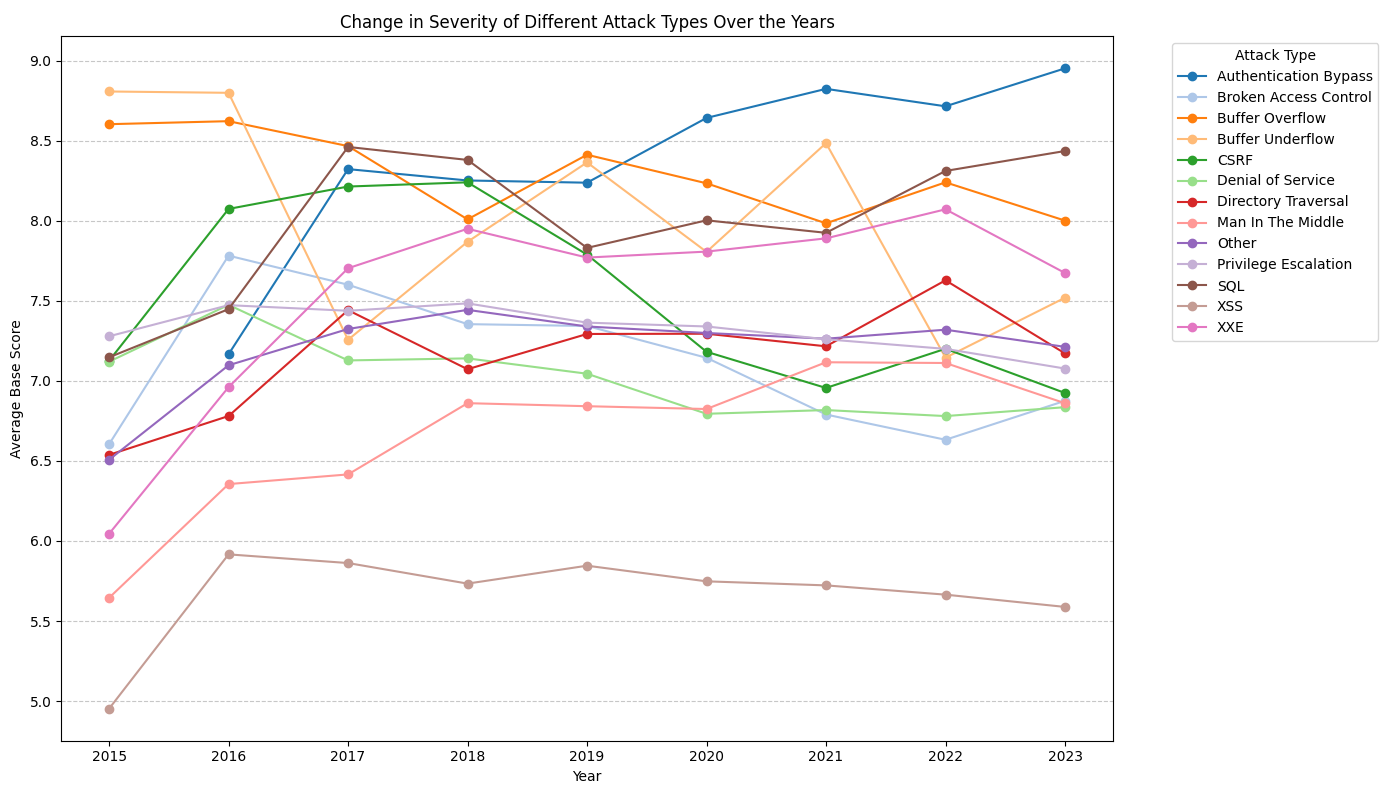 Change in Severity of Different Attack Types Over the Years
Average Base Score
9.0
8.5
8.0
7.5
7.0
6.5
6.0
5.5
5.0
2015 2016 2017 2018 2019 2020 2021 2022 2023
Year
Attack Type
Authentication Bypass
Broken Access Control
Buffer Overflow
Buffer Underflow
CSRF
Denial of Service
Directory Traversal
Man In The Middle
Other
Privilege Escalation
SQL
XSS
XXE